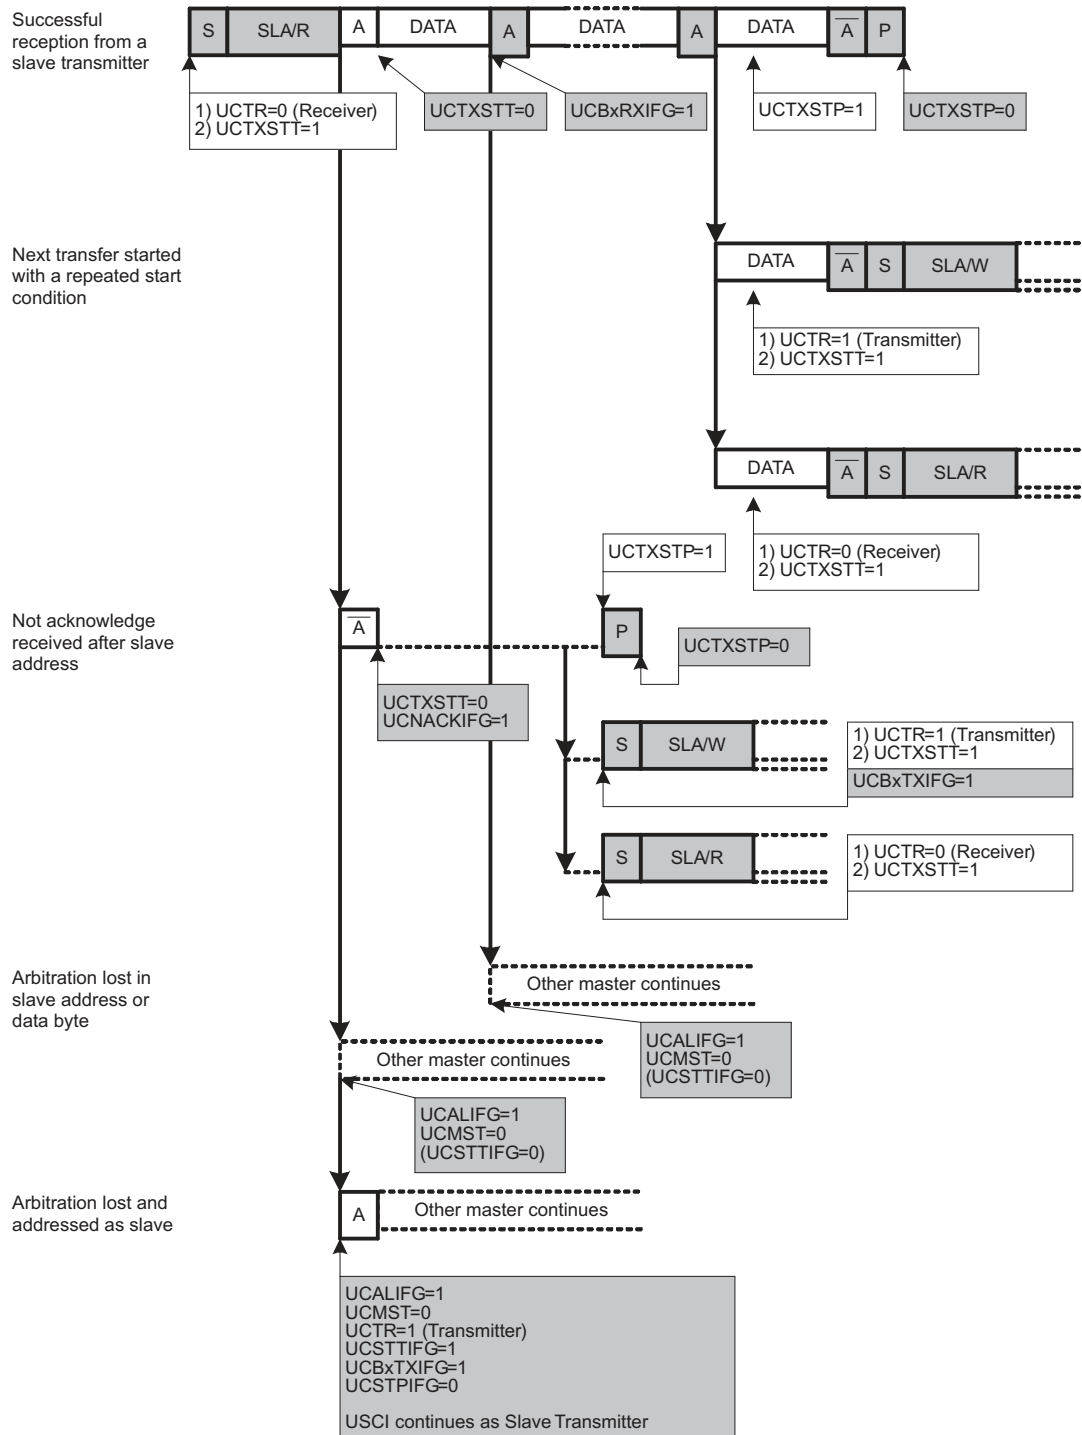 Successful
reception from a
slave transmitter
S SLA/R A DATA A DATA A DATA A P
1) UCTR=0 (Receiver)
2) UCTXSTT=1
UCTXSTT=0
UCBxRXIFG=1
UCTXSTP=1
UCTXSTP=0
Next transfer started
with a repeated start
condition
DATA A S SLA/W
1) UCTR=1 (Transmitter)
2) UCTXSTT=1
DATA A S SLA/R
1) UCTR=0 (Receiver)
2) UCTXSTT=1
UCTXSTP=1
Not acknowledge
received after slave
address
A
P
UCTXSTP=0
UCTXSTT=0
UCNACKIFG=1
S SLA/W
1) UCTR=1 (Transmitter)
2) UCTXSTT=1
UCBxTXIFG=1
S SLA/R
1) UCTR=0 (Receiver)
2) UCTXSTT=1
Arbitration lost in
slave address or
data byte
Other master continues
UCALIFG=1
UCMST=0
(UCSTTIFG=0)
Other master continues
UCALIFG=1
UCMST=0
(UCSTTIFG=0)
Arbitration lost and
addressed as slave
A
Other master continues
UCALIFG=1
UCMST=0
UCTR=1 (Transmitter)
UCSTTIFG=1
UCBxTXIFG=1
UCSTPIFG=0
USCI continues as Slave Transmitter